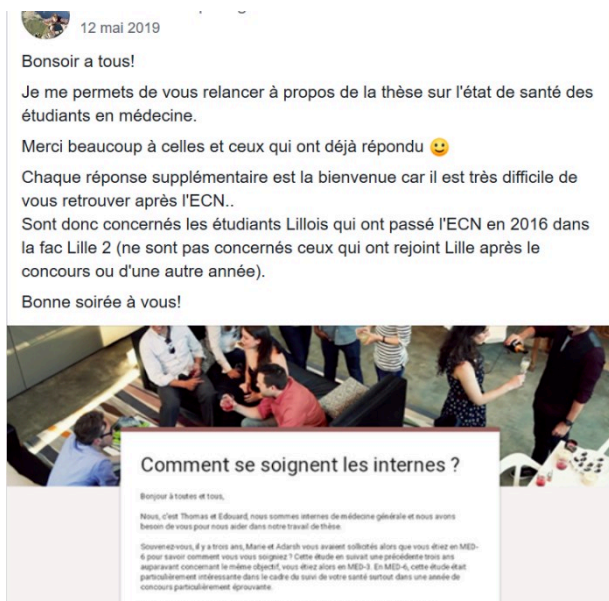 12 mai 2019
Bonsoir a tous!
Je me permets de vous relancer à propos de la thèse sur l'état de santé des
étudiants en médecine.
Merci beaucoup à celles et ceux qui ont déjà répondu 🙂
Chaque réponse supplémentaire est la bienvenue car il est très difficile de
vous retrouver après l'ECN..
Sont donc concernés les étudiants Lillois qui ont passé l'ECN en 2016 dans
la fac Lille 2 (ne sont pas concernés ceux qui ont rejoint Lille après le
concours ou d'une autre année).
Bonne soirée à vous!
Comment se soignent les internes ?
Bonjour à toutes et tous,
Nous, c'est Thomas et Edouard, nous sommes internes de médecine générale et nous avons
besoin de vous pour nous aider dans notre travail de thèse.
Souvenez-vous, il y a trois ans, Marie et Adarsh vous avaient sollicités alors que vous étiez en MED-
6 pour savoir comment vous vous soigniez ? Cette étude en suivait une précédente trois ans
auparavant concernant le même objectif, vous étiez alors en MED-3. En MED-6, cette étude était
particulièrement intéressante dans le cadre du suivi de votre santé surtout dans une année de
concours particulièrement éprouvante.